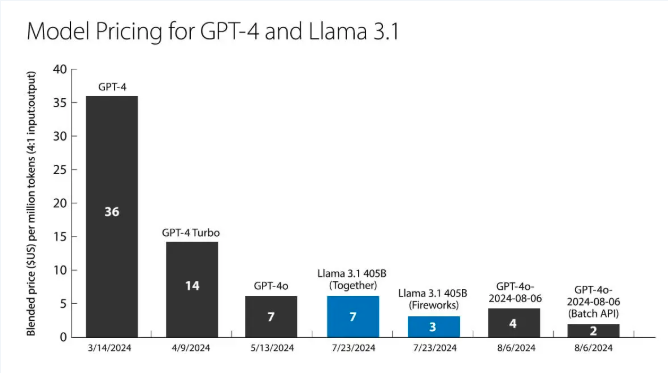 Model Pricing for GPT-4 and Llama 3.1
Blended price ($US) per million tokens (4:1 input:output)
40
35
30
25
20
15
10
5
0
GPT-4
36
GPT-4 Turbo
14
GPT-4o
7
Llama 3.1 405B
(Together)
7
Llama 3.1 405B
(Fireworks)
3
GPT-4o-
2024-08-06
4
GPT-4o-
2024-08-06
(Batch API)
2
3/14/2024
4/9/2024
5/13/2024
7/23/2024
7/23/2024
8/6/2024
8/6/2024